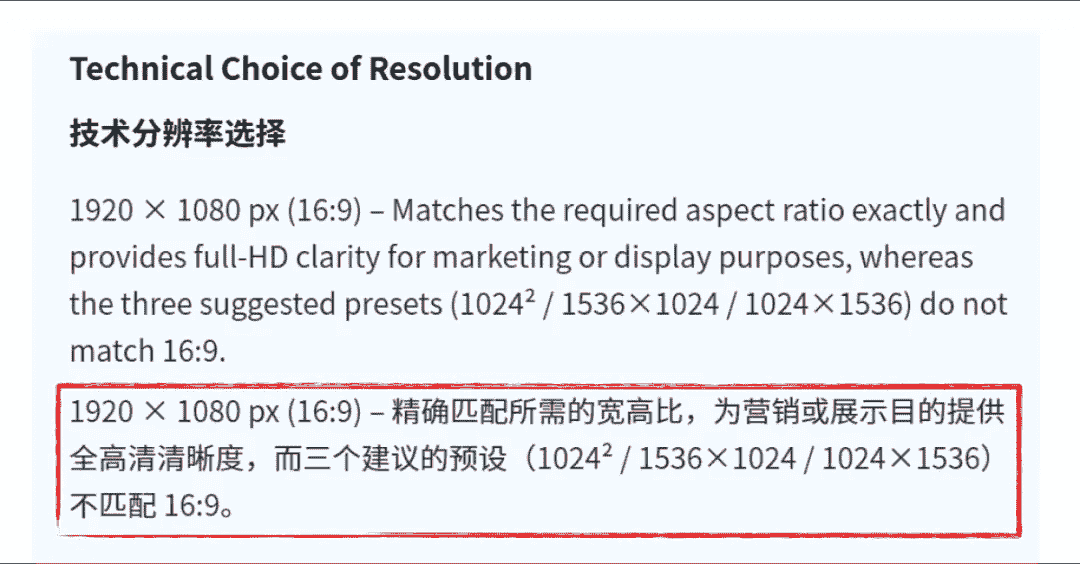 Technical Choice of Resolution
技术分辨率选择
1920 × 1080 px (16:9) – Matches the required aspect ratio exactly and
provides full-HD clarity for marketing or display purposes, whereas
the three suggested presets (1024² / 1536×1024 / 1024×1536) do not
match 16:9.
1920 × 1080 px (16:9) – 精确匹配所需的宽高比，为营销或展示目的提供
全高清清晰度，而三个建议的预设（1024² / 1536×1024 / 1024×1536）
不匹配 16:9。